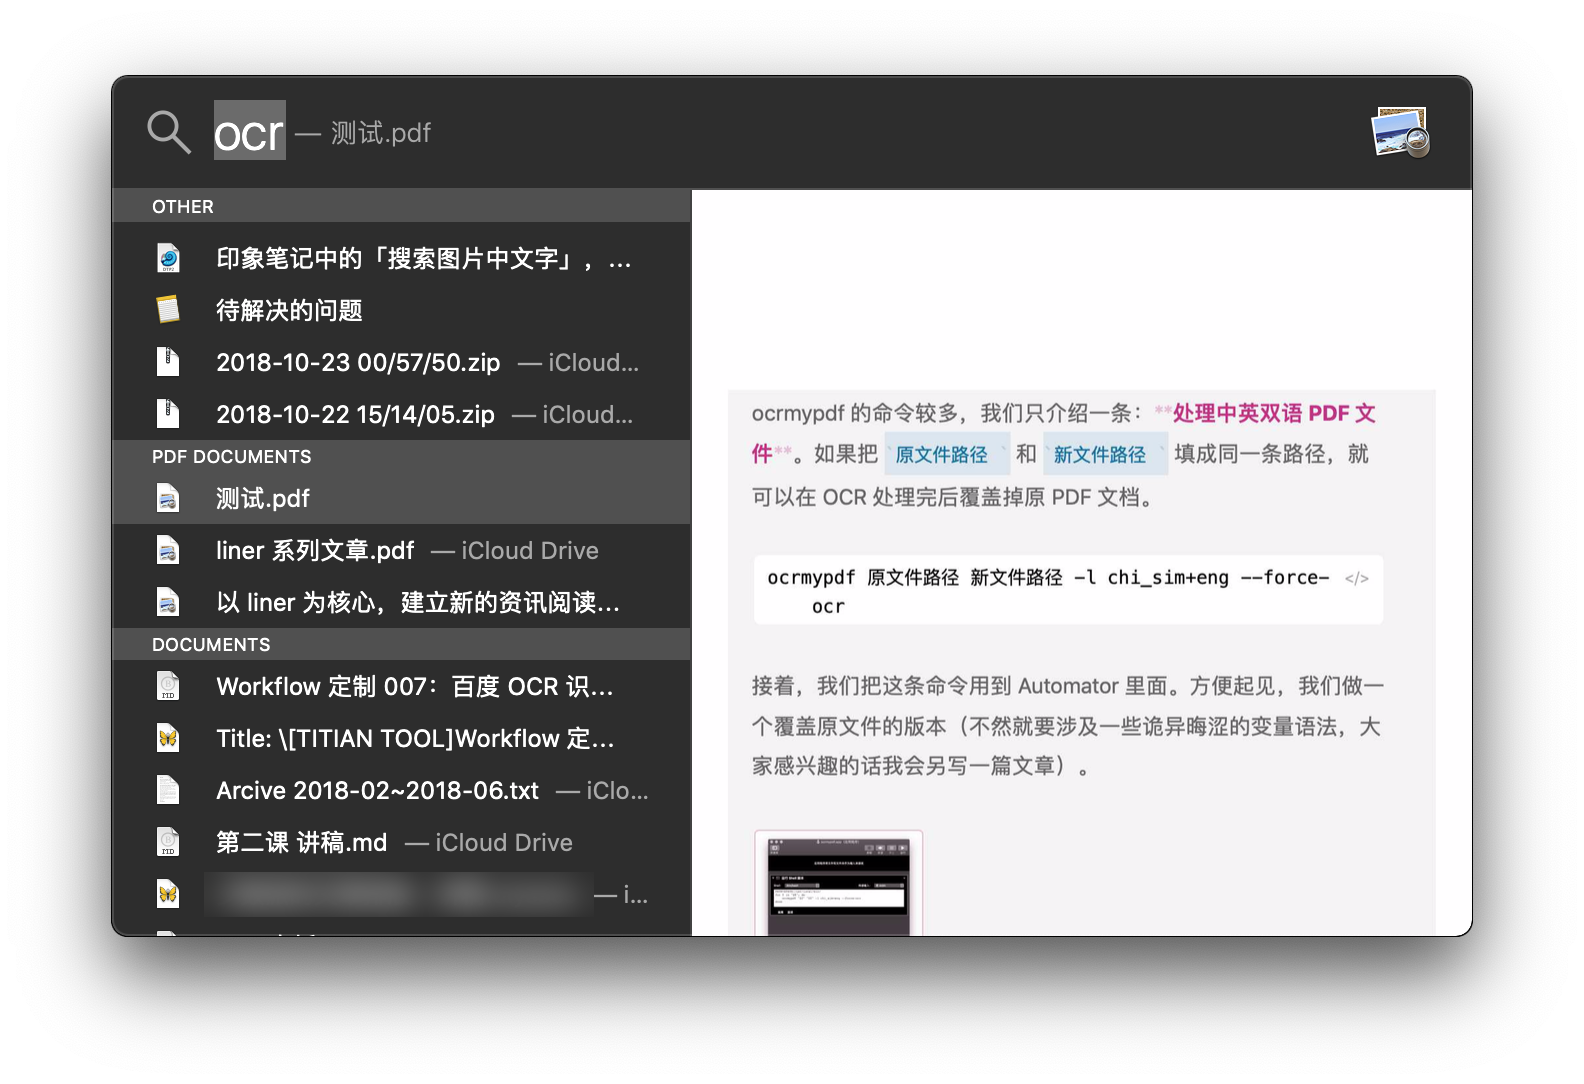 ocr — 测试.pdf
OTHER
印象笔记中的「搜索图片中文字」，...
待解决的问题
2018-10-23 00/57/50.zip — iCloud...
2018-10-22 15/14/05.zip — iCloud...
PDF DOCUMENTS
测试.pdf
liner 系列文章.pdf — iCloud Drive
以 liner 为核心，建立新的资讯阅读...
DOCUMENTS
Workflow 定制 007：百度 OCR 识...
Title: \[TITIAN TOOL]Workflow 定...
Arcive 2018-02~2018-06.txt — iClo...
第二课 讲稿.md — iCloud Drive
— i...
ocrmypdf 的命令较多，我们只介绍一条：**处理中英双语 PDF 文
件**。如果把 `原文件路径` 和 `新文件路径` 填成同一条路径，就
可以在 OCR 处理完后覆盖掉原 PDF 文档。
ocrmypdf 原文件路径 新文件路径 -l chi_sim+eng --force- </>
ocr
接着，我们把这条命令用到 Automator 里面。方便起见，我们做一
个覆盖原文件的版本（不然就要涉及一些诡异晦涩的变量语法，大
家感兴趣的话我会另写一篇文章）。